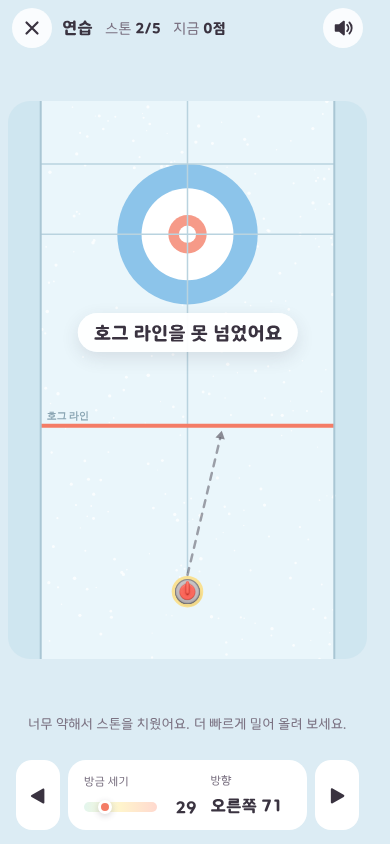 연습 스톤 2/5 지금 0점
호그 라인을 못 넘었어요
호그 라인
너무 약해서 스톤을 치웠어요. 더 빠르게 밀어 올려 보세요.
방금 세기 방향
29 오른쪽 71